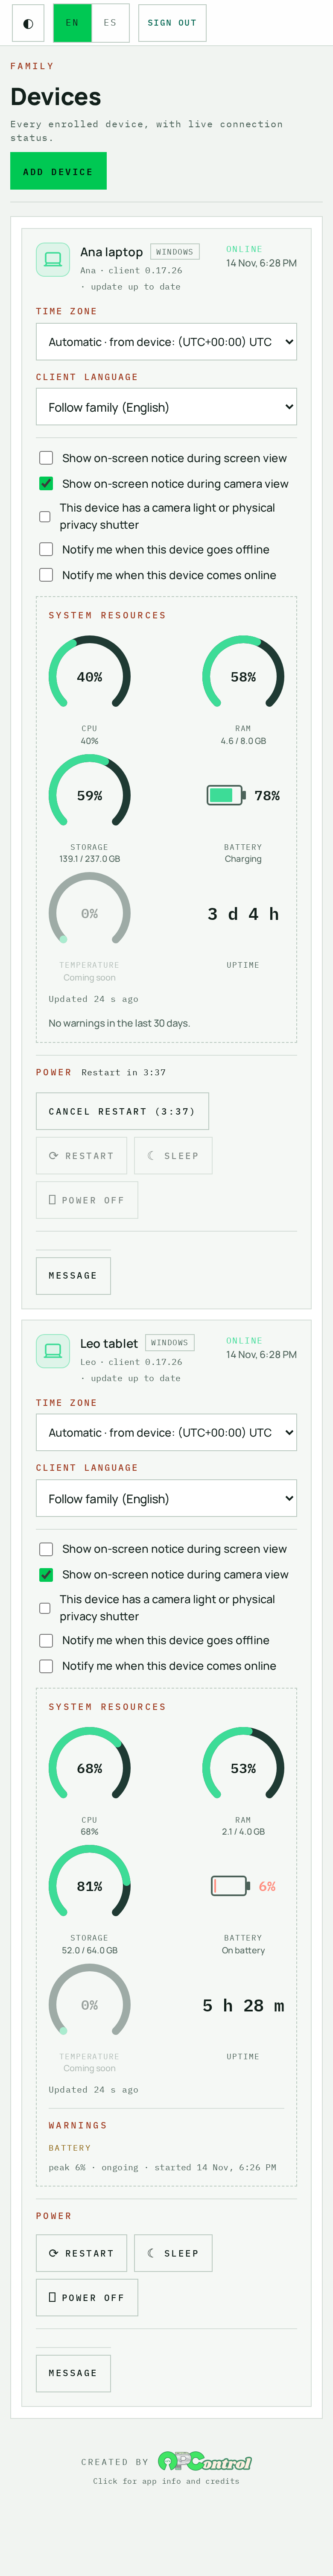 EN ES SIGN OUT
FAMILY
Devices
Every enrolled device, with live connection
status.
ADD DEVICE
Ana laptop WINDOWS ONLINE
Ana · client 0.17.26 14 Nov, 6:28 PM
· update up to date
TIME ZONE
Automatic · from device: (UTC+00:00) UTC
CLIENT LANGUAGE
Follow family (English)
Show on-screen notice during screen view
Show on-screen notice during camera view
This device has a camera light or physical
privacy shutter
Notify me when this device goes offline
Notify me when this device comes online
SYSTEM RESOURCES
40% 58%
CPU RAM
40% 4.6 / 8.0 GB
59% 78%
STORAGE BATTERY
139.1 / 237.0 GB Charging
0% 3 d 4 h
TEMPERATURE UPTIME
Coming soon
Updated 24 s ago
No warnings in the last 30 days.
POWER Restart in 3:37
CANCEL RESTART (3:37)
RESTART SLEEP
POWER OFF
MESSAGE
Leo tablet WINDOWS ONLINE
Leo · client 0.17.26 14 Nov, 6:28 PM
· update up to date
TIME ZONE
Automatic · from device: (UTC+00:00) UTC
CLIENT LANGUAGE
Follow family (English)
Show on-screen notice during screen view
Show on-screen notice during camera view
This device has a camera light or physical
privacy shutter
Notify me when this device goes offline
Notify me when this device comes online
SYSTEM RESOURCES
68% 53%
CPU RAM
68% 2.1 / 4.0 GB
81% 6%
STORAGE BATTERY
52.0 / 64.0 GB On battery
0% 5 h 28 m
TEMPERATURE UPTIME
Coming soon
Updated 24 s ago
WARNINGS
BATTERY
peak 6% · ongoing · started 14 Nov, 6:26 PM
POWER
RESTART SLEEP
POWER OFF
MESSAGE
CREATED BY
Click for app info and credits